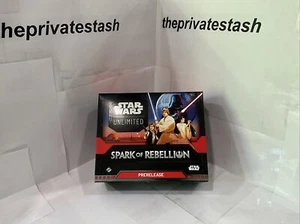 theprivatestash
theprivatestash
STAR WARS
UNLIMITED
SPARK OF REBELLION
PRERELEASE